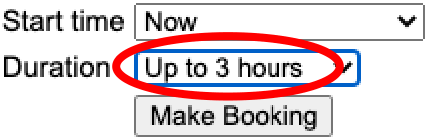 Start time Now
Duration Up to 3 hours
Make Booking